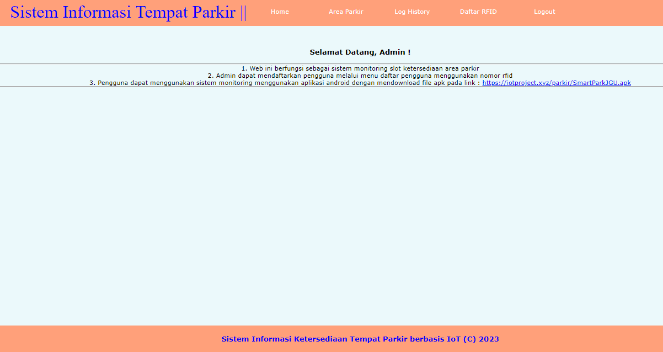 Sistem Informasi Tempat Parkir ||
Home Area Parkir Log History Daftar RFID Logout
Selamat Datang, Admin !
1. Web ini berfungsi sebagai sistem monitoring slot ketersediaan area parkir
2. Admin dapat mendaftarkan pengguna melalui menu daftar pengguna menggunakan nomor rfid
3. Pengguna dapat menggunakan sistem monitoring menggunakan aplikasi android dengan mendownload file apk pada link : https://iotproject.xyz/parkir/SmartParkJGU.apk
Sistem Informasi Ketersediaan Tempat Parkir berbasis IoT (C) 2023